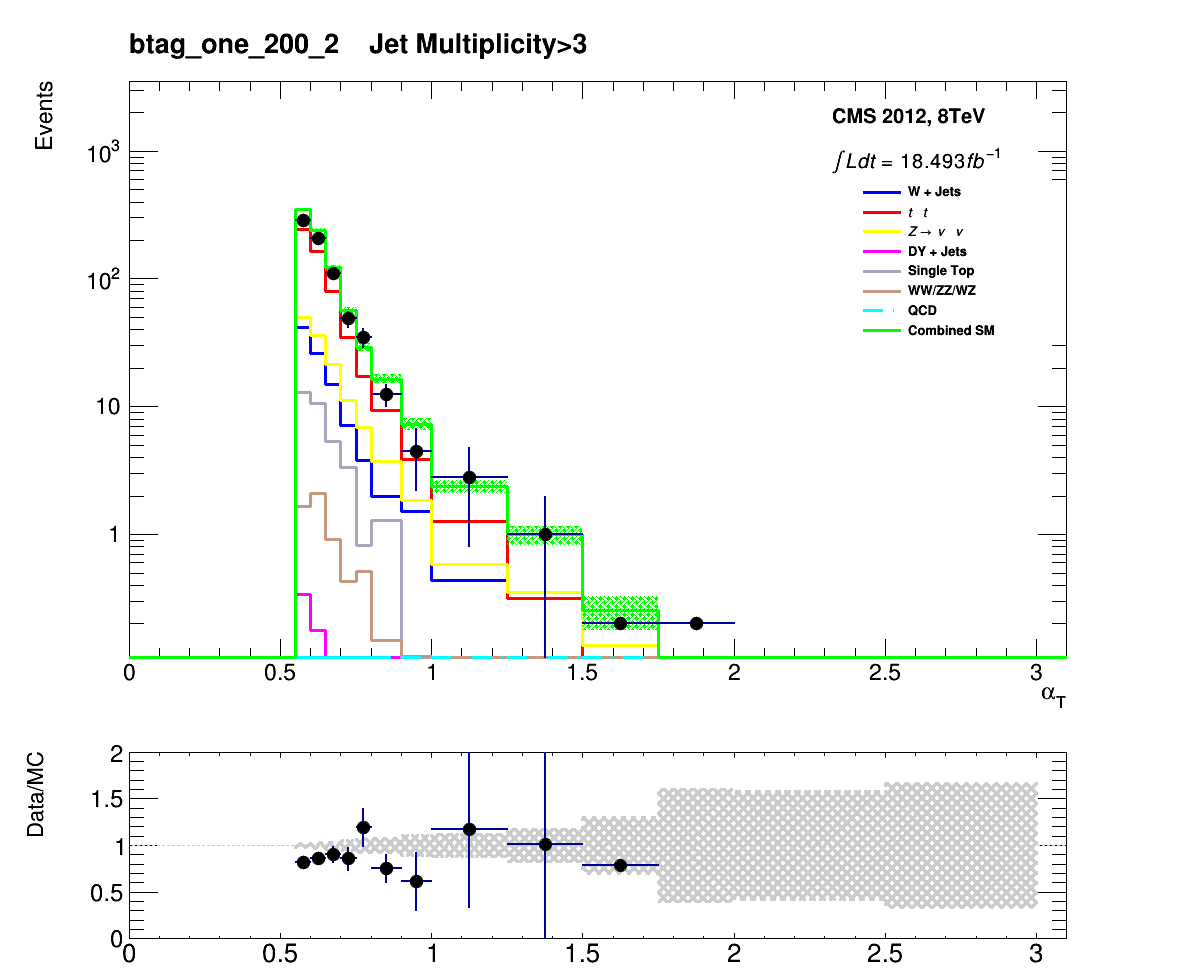 btag_one_200_2 Jet Multiplicity>3
Events
CMS 2012, 8TeV
∫Ldt = 18.493fb⁻¹
W + Jets
t t
Z→ ν ν
DY + Jets
Single Top
WW/ZZ/WZ
QCD
Combined SM
10³
10²
10
1
0 0.5 1 1.5 2 2.5 3
α_T
Data/MC
2
1.5
1
0.5
0
0 0.5 1 1.5 2 2.5 3